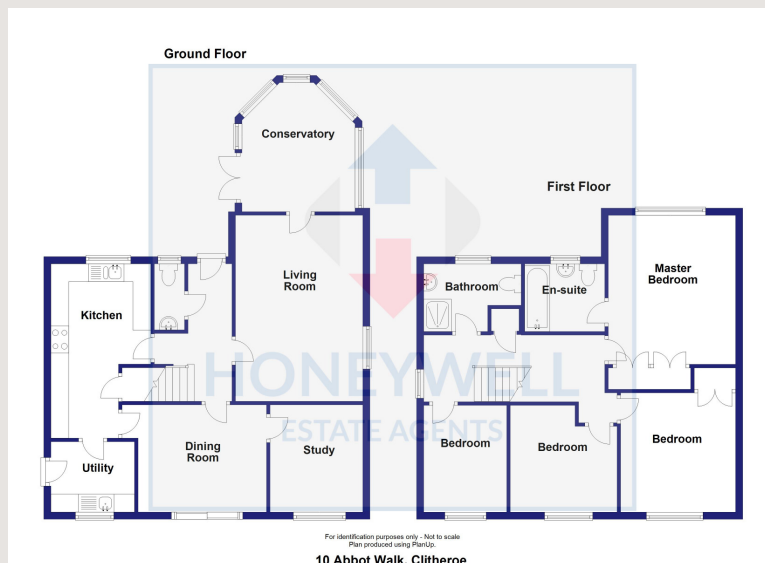 Ground Floor
Conservatory
First Floor
Living
Room
Kitchen
Master
Bedroom
Bathroom
En-suite
HONEYWELL
ESTATE AGENTS
Dining
Room
Study
Utility
Bedroom
Bedroom
Bedroom
For identification purposes only - Not to scale
Plan produced using PlanUp.
10 Abbot Walk, Clitheroe